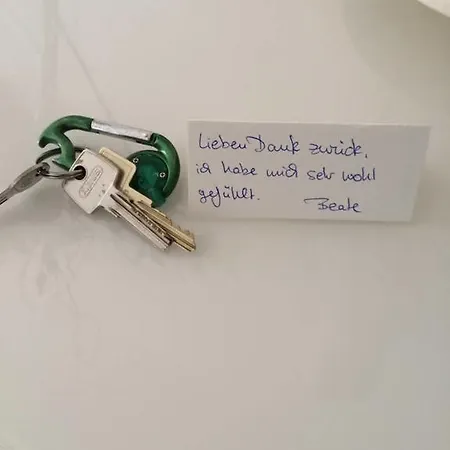 Lieben Dank zurück,
ich habe mich sehr wohl
gefühlt. Beate